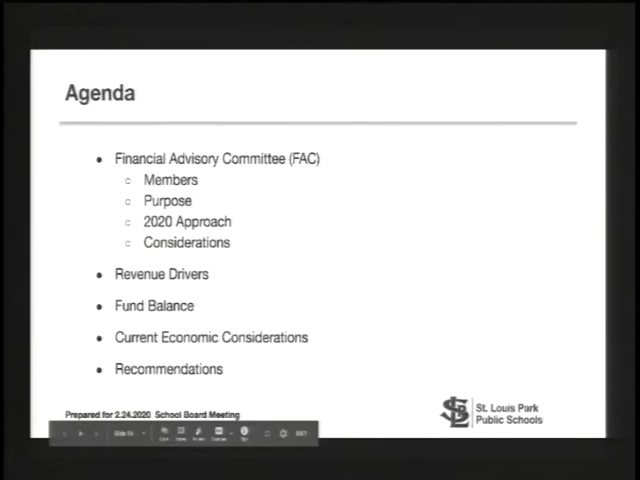 Agenda
Financial Advisory Committee (FAC)
Members
Purpose
2020 Approach
Considerations
Revenue Drivers
Fund Balance
Current Economic Considerations
Recommendations
Prepared for 2.24.2020 School Board Meeting
St. Louis Park
Public Schools